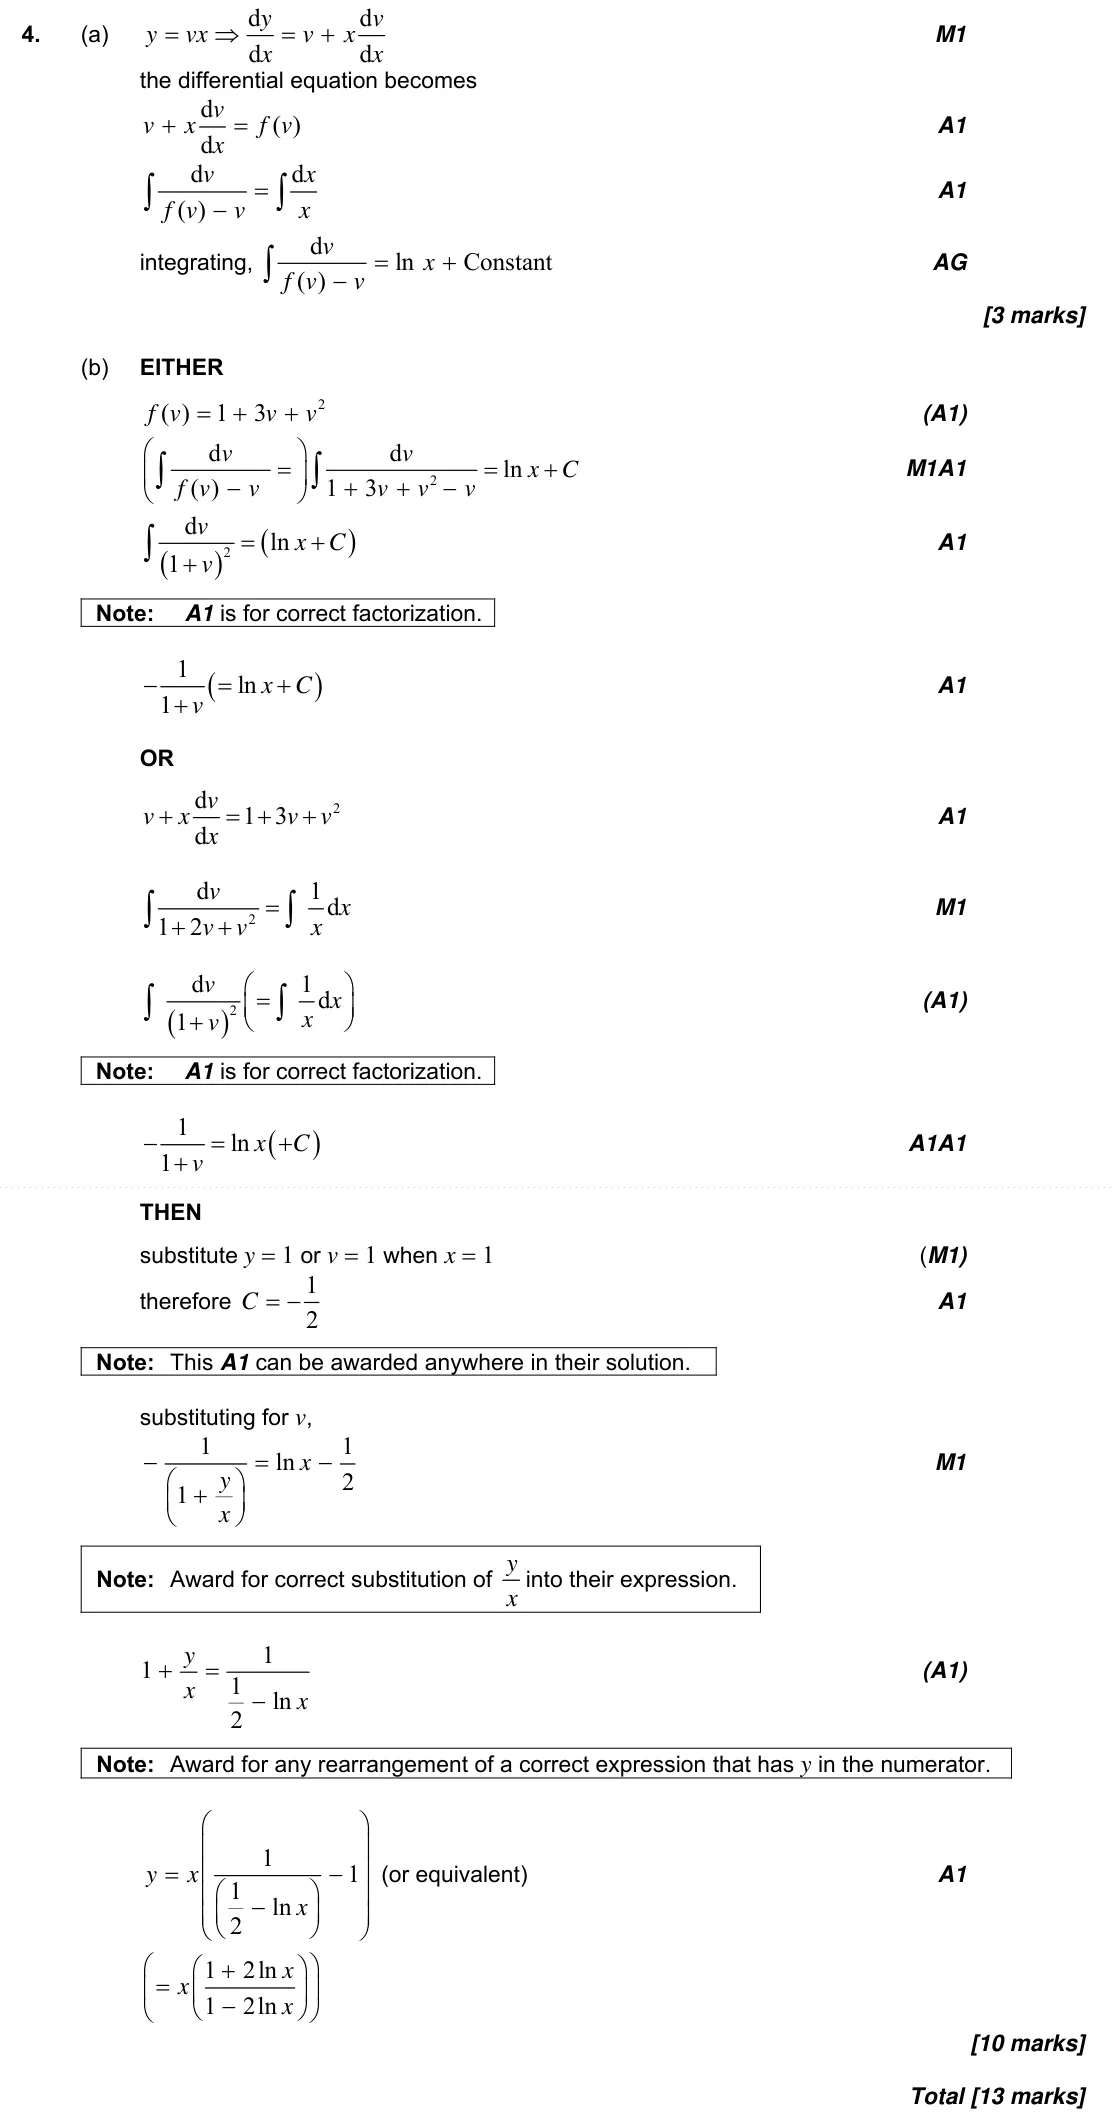 4. (a) y = vx ⇒ dy/dx = v + x dv/dx M1
the differential equation becomes
v + x dv/dx = f(v) A1
∫ dv/(f(v) − v) = ∫ dx/x A1
integrating, ∫ dv/(f(v) − v) = ln x + Constant AG
[3 marks]
(b) EITHER
f(v) = 1 + 3v + v² (A1)
(∫ dv/(f(v) − v) =) ∫ dv/(1 + 3v + v² − v) = ln x + C M1A1
∫ dv/(1 + v)² = (ln x + C) A1
Note: A1 is for correct factorization.
− 1/(1 + v) (= ln x + C) A1
OR
v + x dv/dx = 1 + 3v + v² A1
∫ dv/(1 + 2v + v²) = ∫ 1/x dx M1
∫ dv/(1 + v)² (= ∫ 1/x dx) (A1)
Note: A1 is for correct factorization.
− 1/(1 + v) = ln x (+C) A1A1
THEN
substitute y = 1 or v = 1 when x = 1 (M1)
therefore C = − 1/2 A1
Note: This A1 can be awarded anywhere in their solution.
substituting for v,
− 1/(1 + y/x) = ln x − 1/2 M1
Note: Award for correct substitution of y/x into their expression.
1 + y/x = 1/(1/2 − ln x) (A1)
Note: Award for any rearrangement of a correct expression that has y in the numerator.
y = x(1/(1/2 − ln x) − 1) (or equivalent) A1
(= x((1 + 2 ln x)/(1 − 2 ln x)))
[10 marks]
Total [13 marks]